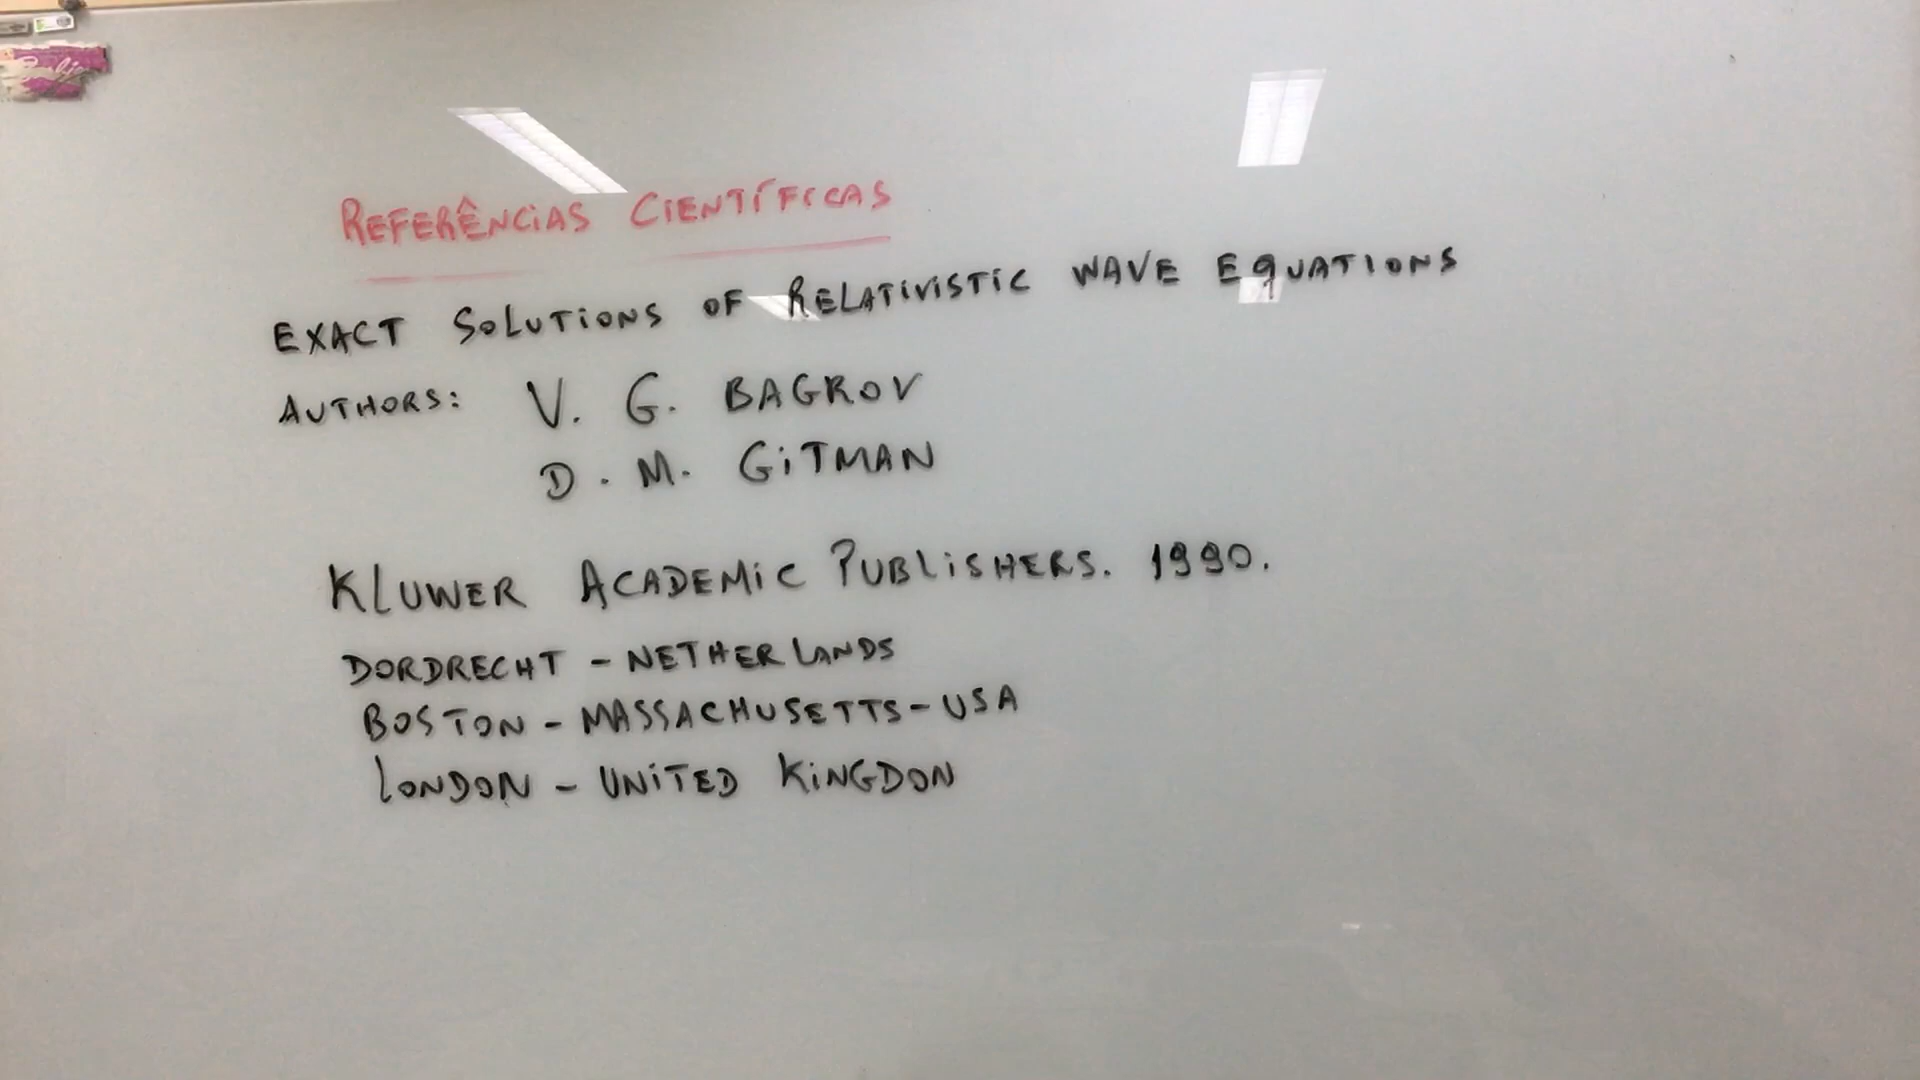 REFERÊNCIAS CIENTÍFICAS
EXACT SOLUTIONS OF RELATIVISTIC WAVE EQUATIONS
AUTHORS: V. G. BAGROV
D. M. GITMAN
KLUWER ACADEMIC PUBLISHERS. 1990.
DORDRECHT - NETHERLANDS
BOSTON - MASSACHUSETTS - USA
LONDON - UNITED KINGDON